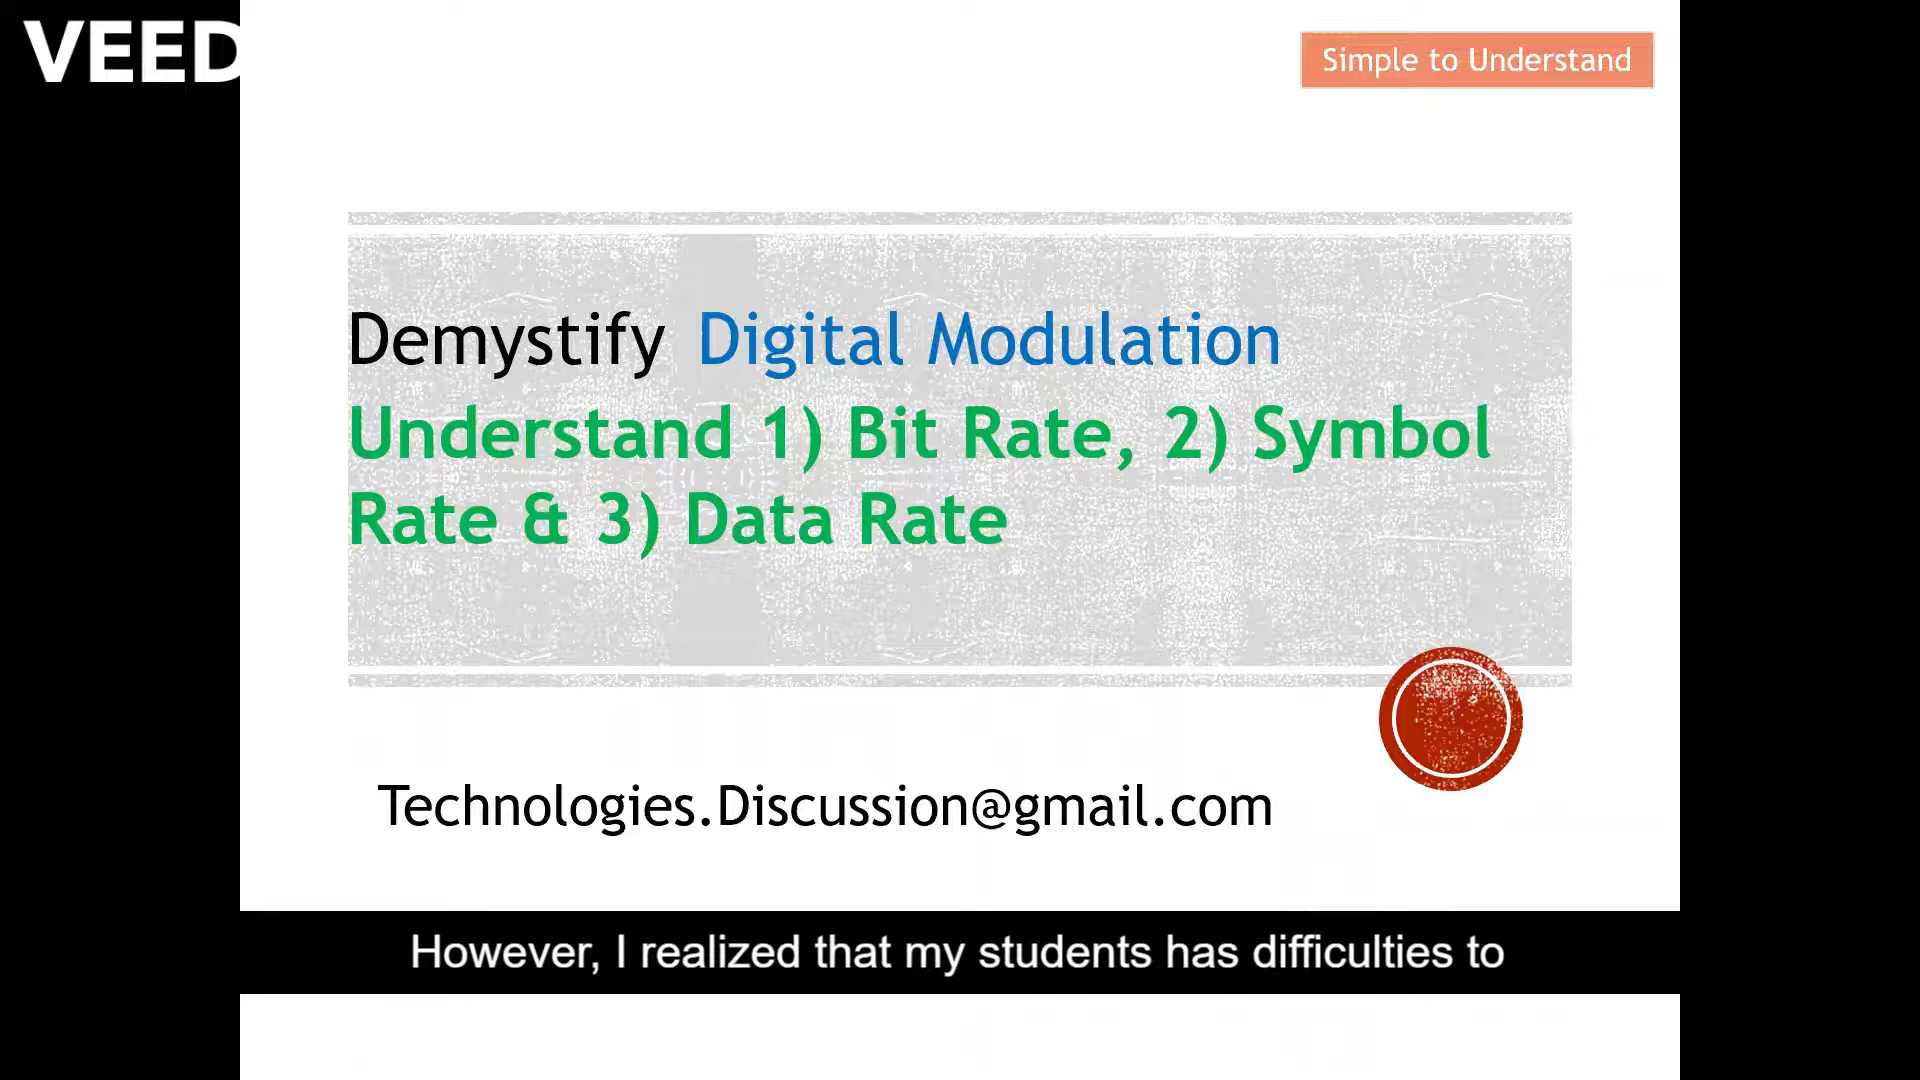 VEED
Simple to Understand
Demystify Digital Modulation
Understand 1) Bit Rate, 2) Symbol
Rate & 3) Data Rate
Technologies.Discussion@gmail.com
However, I realized that my students has difficulties to